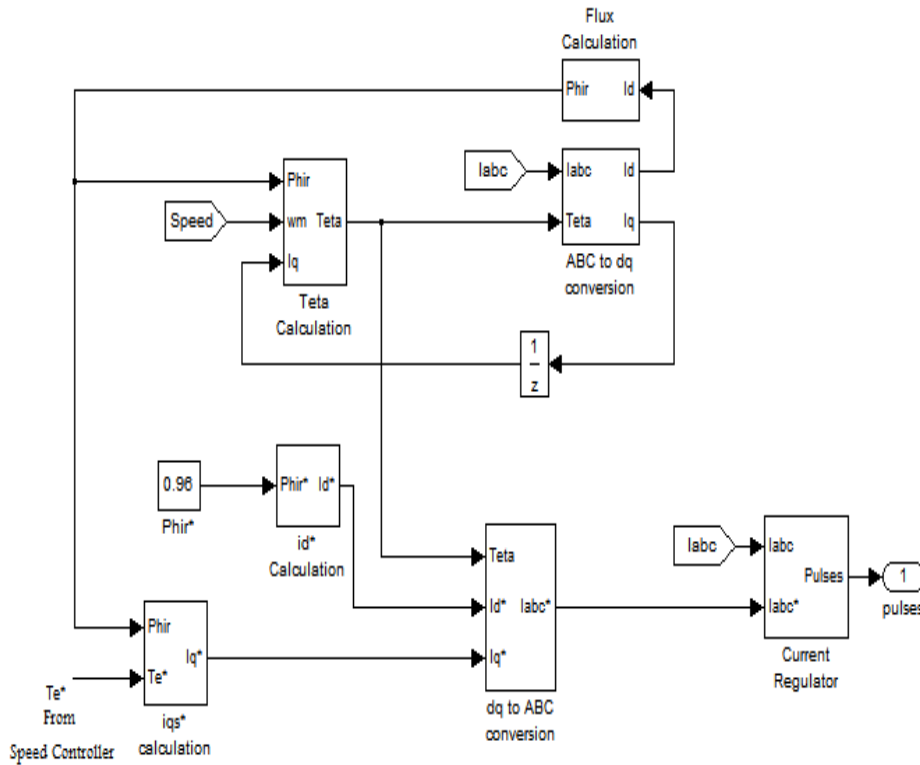 Flux
Calculation
Phir Id
Iabc
Iabc Id
Phir
Speed
wm Teta
Teta Iq
Iq
ABC to dq
conversion
Teta
Calculation
1
z
0.96
Phir* Id*
Phir*
id*
Calculation
Iabc
Iabc
Teta
Pulses
1
Id* Iabc*
Iabc*
pulses
Phir
Iq*
Iq*
Current
Regulator
Te*
Te*
From
Speed Controller
iqs*
calculation
dq to ABC
conversion